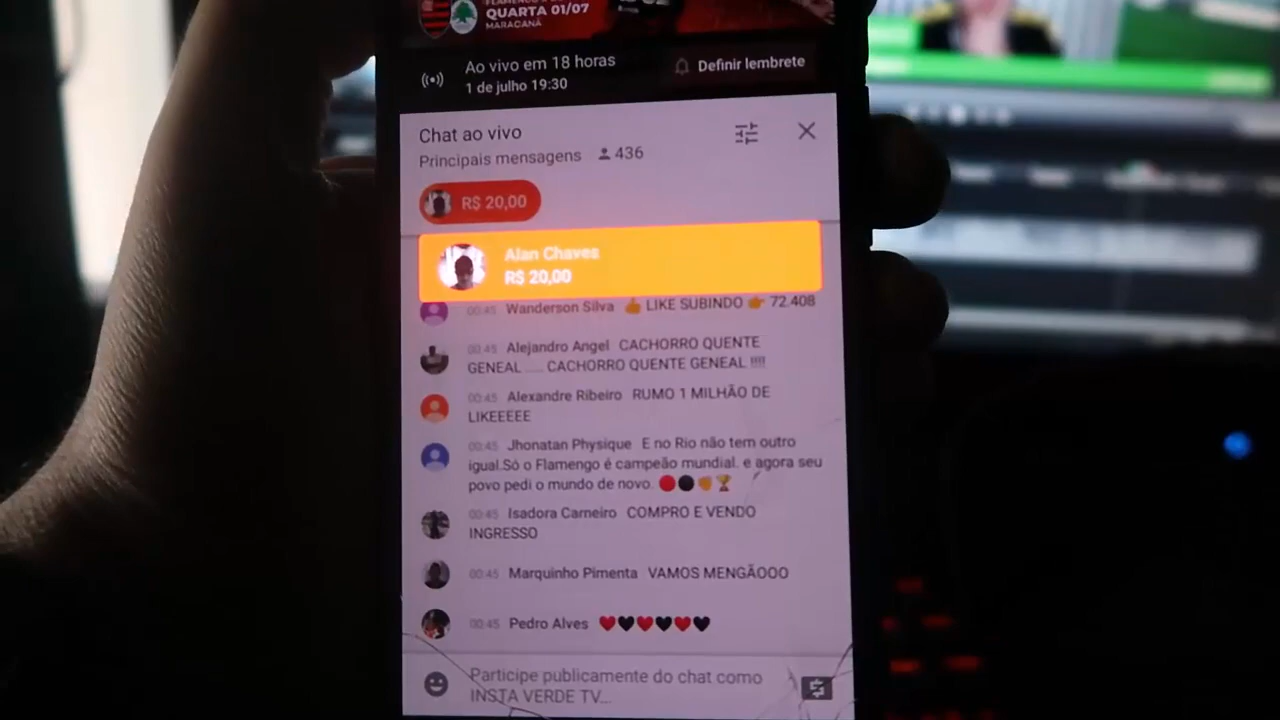 QUARTA 01/07
MARACANÃ
Ao vivo em 18 horas
1 de julho 19:30
Definir lembrete
Chat ao vivo
Principais mensagens 436
R$ 20,00
Alan Chaves
R$ 20,00
00:45 Wanderson Silva 👍 LIKE SUBINDO 👉 72.408
00:45 Alejandro Angel CACHORRO QUENTE
GENEAL ..... CACHORRO QUENTE GENEAL !!!!
00:45 Alexandre Ribeiro RUMO 1 MILHÃO DE
LIKEEEEE
00:45 Jhonatan Physique E no Rio não tem outro
igual.Só o Flamengo é campeão mundial. e agora seu
povo pedi o mundo de novo. 🔴⚫✊🏆
00:45 Isadora Carneiro COMPRO E VENDO
INGRESSO
00:45 Marquinho Pimenta VAMOS MENGÃOOO
00:45 Pedro Alves ❤️🖤❤️🖤❤️🖤
Participe publicamente do chat como
INSTA VERDE TV...